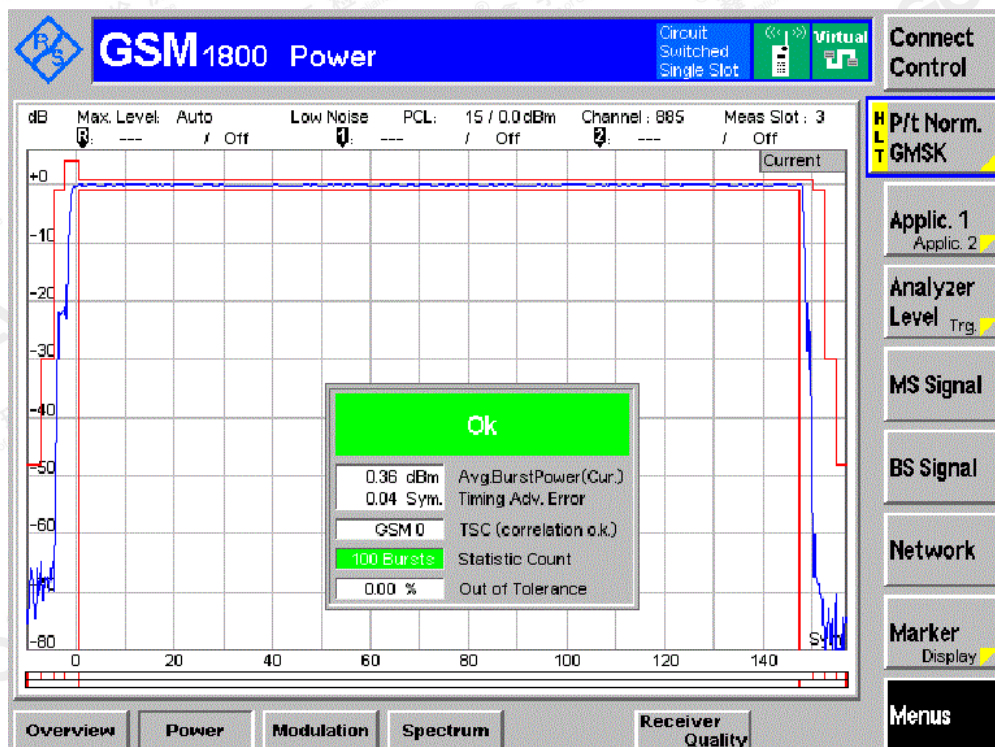 R S
GSM 1800 Power
Circuit Switched Single Slot
Virtual
Connect Control
dB Max. Level: Auto Low Noise PCL: 15 / 0.0 dBm Channel : 885 Meas Slot : 3
R : --- / Off 1 : --- / Off 2 : --- / Off
Current
HLT P/t Norm. GMSK
Applic. 1
Applic. 2
Analyzer Level Trg.
MS Signal
BS Signal
Network
Marker
Display
Menus
+0
-10
-20
-30
-40
-50
-60
-70
-80
0 20 40 60 80 100 120 140
Ok
0.36 dBm Avg.BurstPower(Cur.)
0.04 Sym. Timing Adv. Error
GSM 0 TSC (correlation o.k.)
100 Bursts Statistic Count
0.00 % Out of Tolerance
Overview Power Modulation Spectrum Receiver Quality